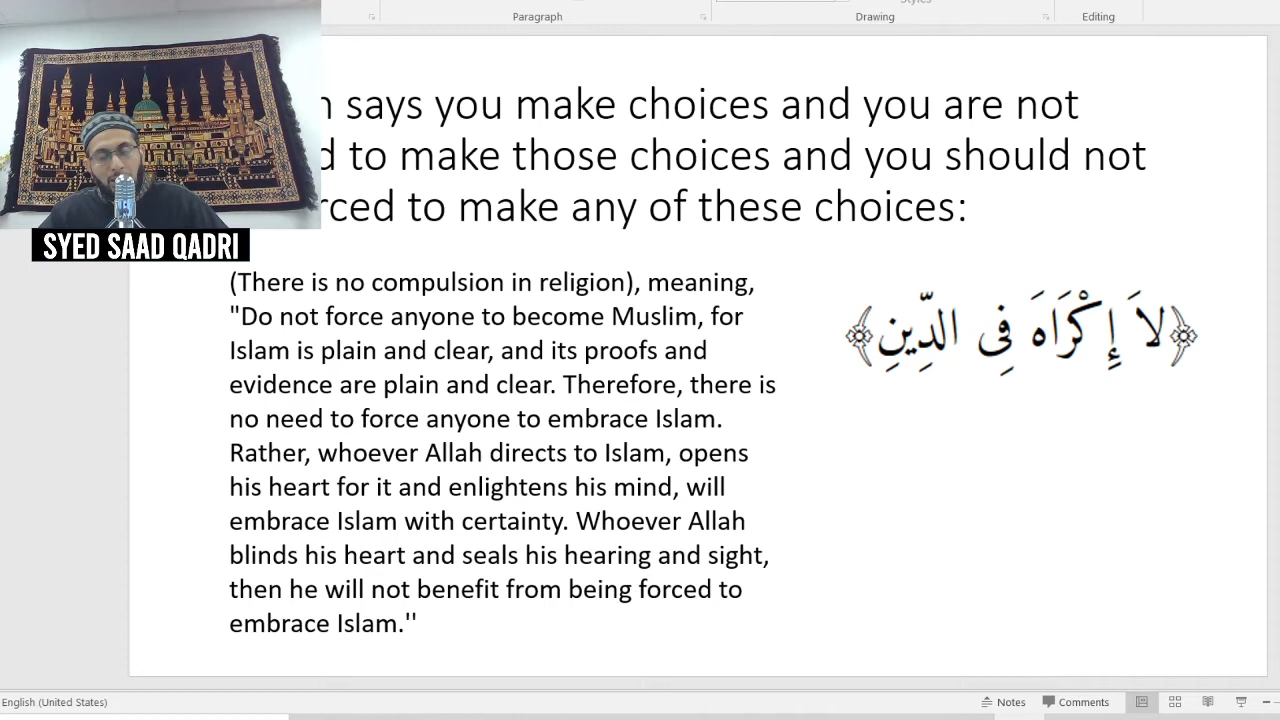 Paragraph
Styles
Drawing
Editing
says you make choices and you are not
to make those choices and you should not
to make any of these choices:
SYED SAAD QADRI
(There is no compulsion in religion), meaning,
"Do not force anyone to become Muslim, for
Islam is plain and clear, and its proofs and
evidence are plain and clear. Therefore, there is
no need to force anyone to embrace Islam.
Rather, whoever Allah directs to Islam, opens
his heart for it and enlightens his mind, will
embrace Islam with certainty. Whoever Allah
blinds his heart and seals his hearing and sight,
then he will not benefit from being forced to
embrace Islam.''
﴿لاَ إِكْرَاهَ فِى الدِّينِ﴾
English (United States)
Notes
Comments